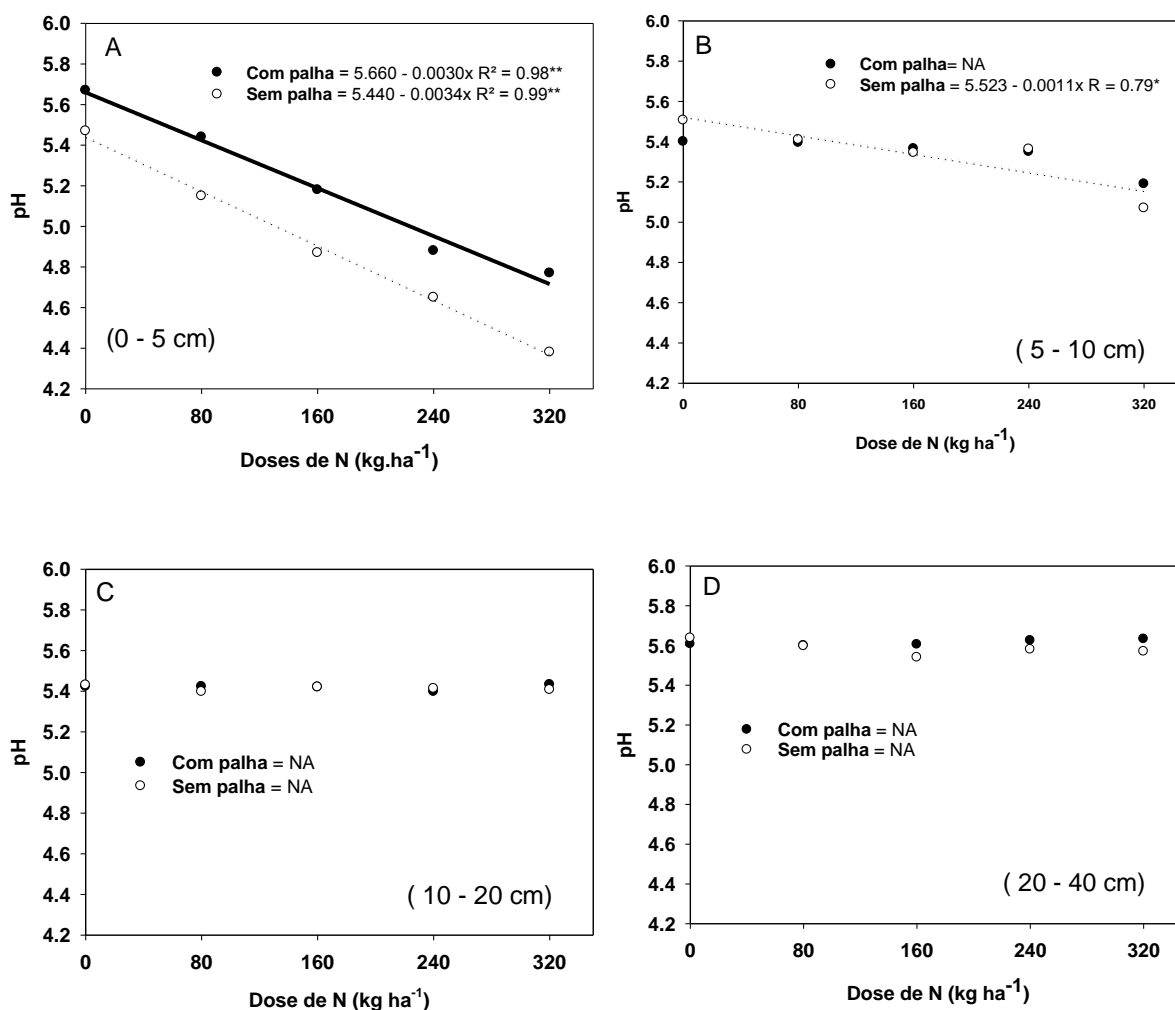 A
Com palha = 5.660 - 0.0030x R² = 0.98**
Sem palha = 5.440 - 0.0034x R² = 0.99**
6.0
5.8
5.6
5.4
5.2
5.0
4.8
4.6
4.4
4.2
pH
(0 - 5 cm)
0 80 160 240 320
Doses de N (kg.ha-1)
B
Com palha= NA
Sem palha = 5.523 - 0.0011x R = 0.79*
6.0
5.8
5.6
5.4
5.2
5.0
4.8
4.6
4.4
4.2
pH
( 5 - 10 cm)
0 80 160 240 320
Dose de N (kg ha-1)
C
6.0
5.8
5.6
5.4
5.2
5.0
4.8
4.6
4.4
4.2
pH
Com palha = NA
Sem palha = NA
( 10 - 20 cm)
0 80 160 240 320
Dose de N (kg ha-1)
D
6.0
5.8
5.6
5.4
5.2
5.0
4.8
4.6
4.4
4.2
pH
Com palha = NA
Sem palha = NA
( 20 - 40 cm)
0 80 160 240 320
Dose de N (kg ha-1)